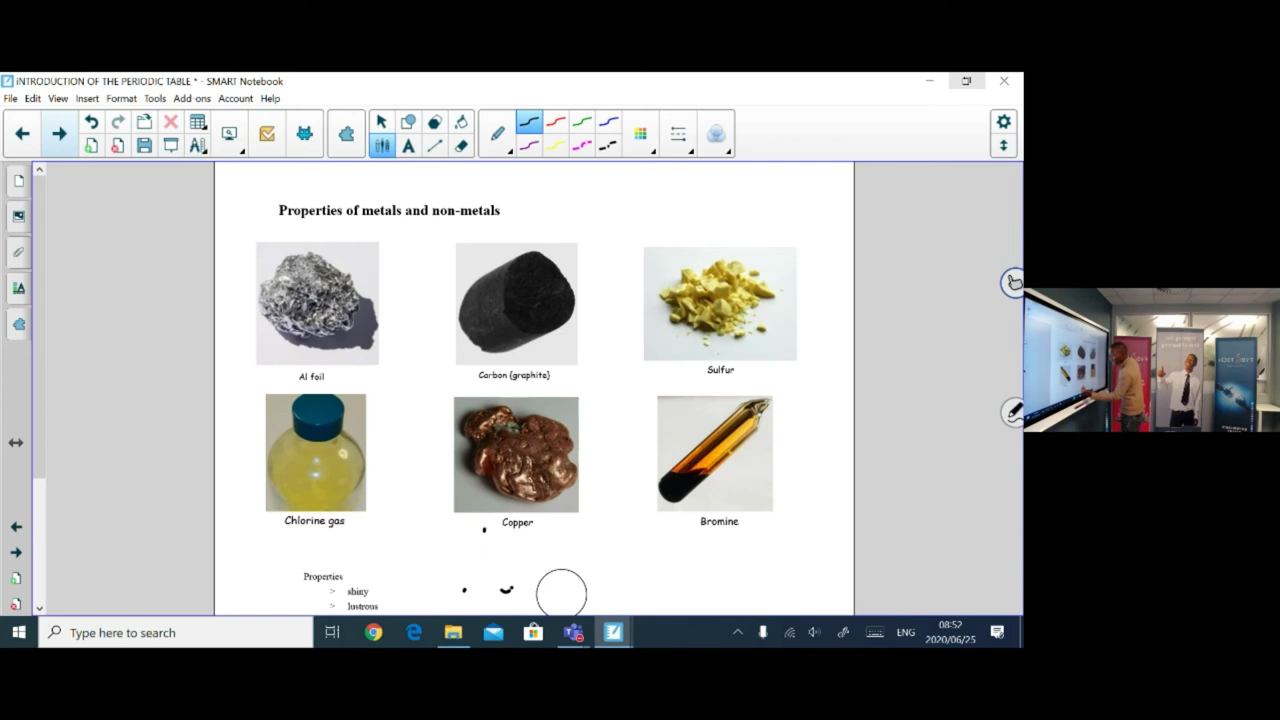 iNTRODUCTION OF THE PERIODIC TABLE * - SMART Notebook
File Edit View Insert Format Tools Add-ons Account Help
Properties of metals and non-metals
Al foil
Carbon {graphite}
Sulfur
Chlorine gas
Copper
Bromine
Properties
> shiny
> lustrous
Type here to search
ENG
08:52
2020/06/25